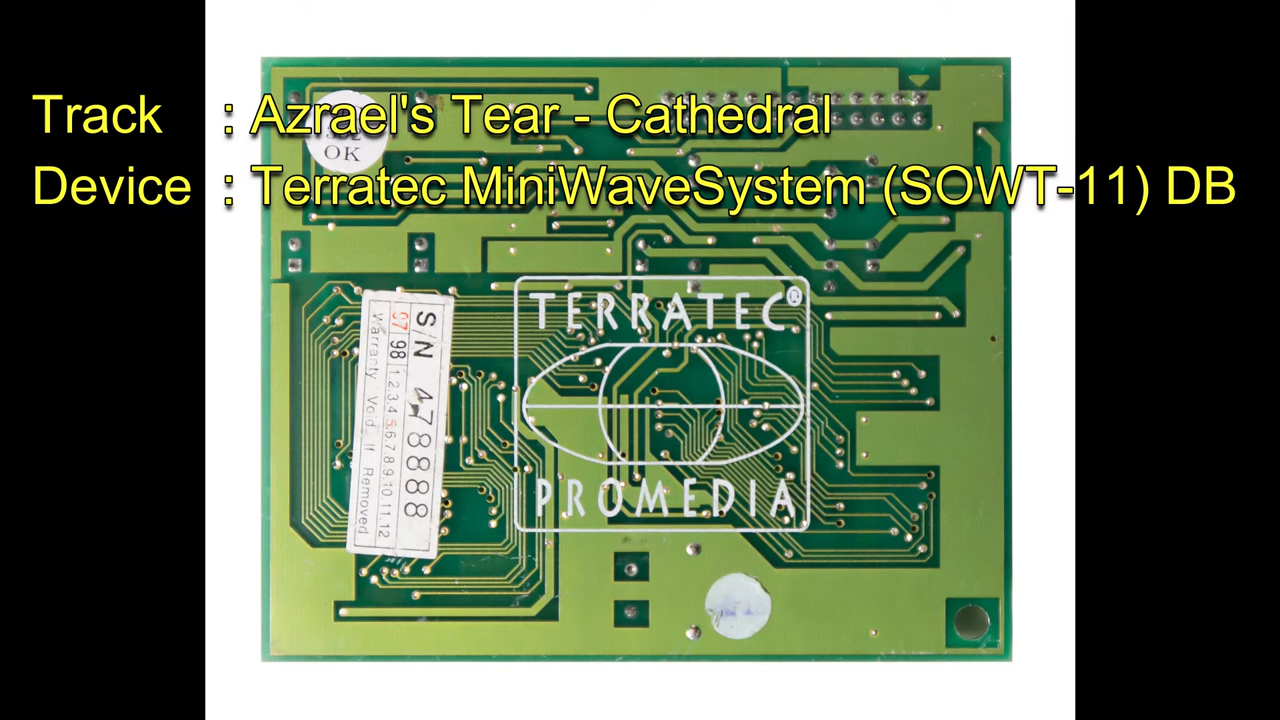 Track : Azrael's Tear - Cathedral
Device : Terratec MiniWaveSystem (SOWT-11) DB
OK
TERRATEC®
PROMEDIA
S/N 478888
97 98 1.2.3.4.5.6.7.8.9.10.11.12
Warranty Void If Removed